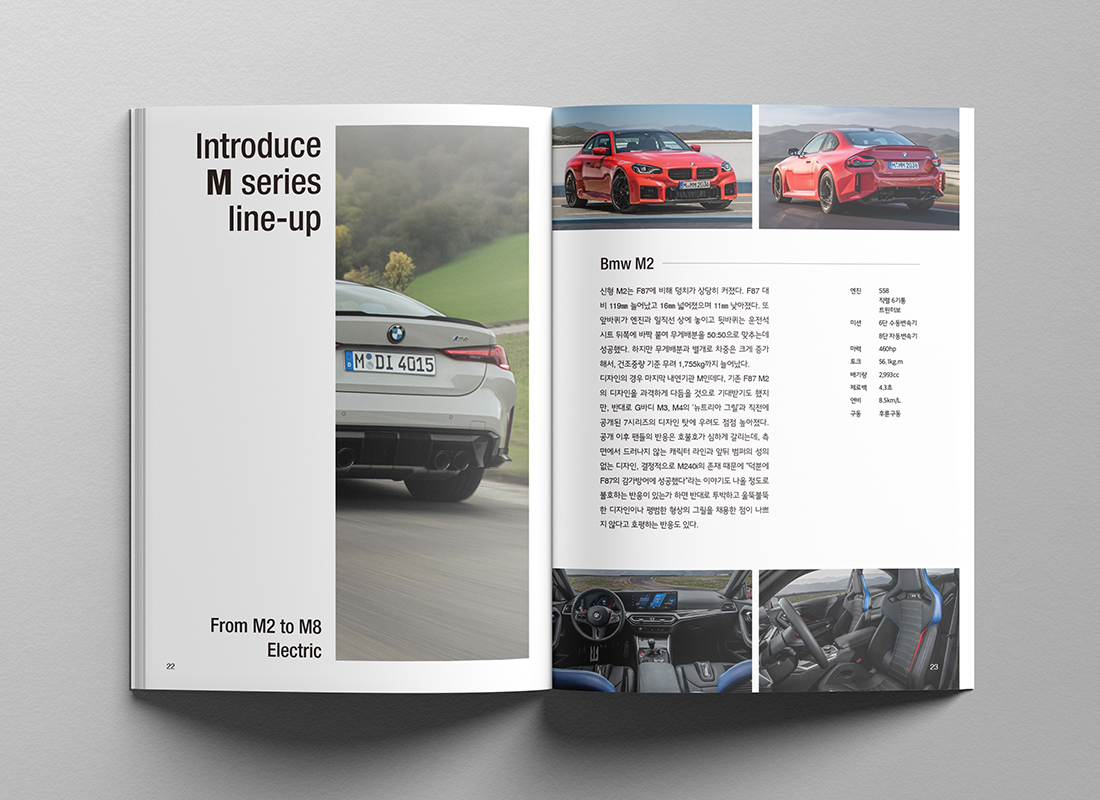 Introduce
M series
line-up
M DI 4015
From M2 to M8
Electric
22
M MM 2034
M MM 2034
Bmw M2
신형 M2는 F87에 비해 덩치가 상당히 커졌다. F87 대
비 119㎜ 늘어났고 16㎜ 넓어졌으며 11㎜ 낮아졌다. 또
앞바퀴가 엔진과 일직선 상에 놓이고 뒷바퀴는 운전석
시트 뒤쪽에 바짝 붙여 무게배분을 50:50으로 맞추는데
성공했다. 하지만 무게배분과 별개로 차중은 크게 증가
해서, 건조중량 기준 무려 1,755kg까지 늘어났다.
디자인의 경우 마지막 내연기관 M인데다, 기존 F87 M2
의 디자인을 과격하게 다듬을 것으로 기대받기도 했지
만, 반대로 G바디 M3, M4의 '뉴트리아 그릴'과 직전에
공개된 7시리즈의 디자인 탓에 우려도 점점 높아졌다.
공개 이후 팬들의 반응은 호불호가 심하게 갈리는데, 측
면에서 드러나지 않는 캐릭터 라인과 앞뒤 범퍼의 성의
없는 디자인, 결정적으로 M240i의 존재 때문에 "덕분에
F87의 감가방어에 성공했다"라는 이야기도 나올 정도로
불호하는 반응이 있는가 하면 반대로 투박하고 울뚝불뚝
한 디자인이나 평범한 형상의 그릴을 채용한 점이 나쁘
지 않다고 호평하는 반응도 있다.
엔진 S58
직렬 6기통
트윈터보
미션 6단 수동변속기
8단 자동변속기
마력 460hp
토크 56.1kg.m
배기량 2,993cc
제로백 4.3초
연비 8.5km/L
구동 후륜구동
23